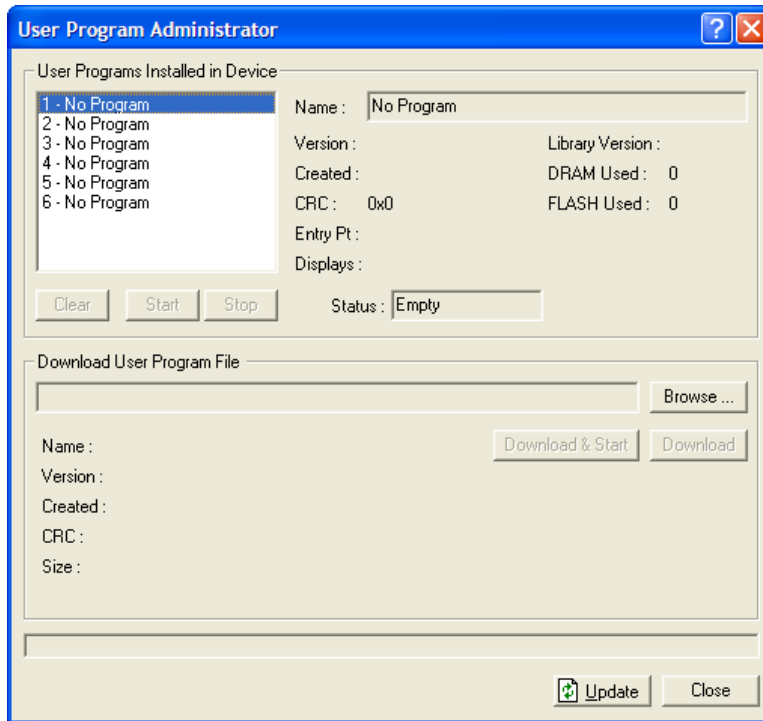 User Program Administrator
User Programs Installed in Device
1 - No Program
2 - No Program
3 - No Program
4 - No Program
5 - No Program
6 - No Program
Name : No Program
Version : Library Version :
Created : DRAM Used : 0
CRC : 0x0 FLASH Used : 0
Entry Pt :
Displays :
Clear Start Stop Status : Empty
Download User Program File
Browse ...
Name : Download & Start Download
Version :
Created :
CRC :
Size :
Update Close